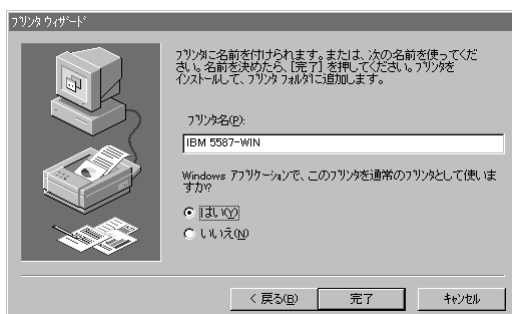 プリンタ ウィザード
プリンタに名前を付けられます。または、次の名前を使ってくだ
さい。名前を決めたら、[完了] を押してください。プリンタを
インストールして、プリンタ フォルダに追加します。
プリンタ名(P):
IBM 5587-WIN
Windows アプリケーションで、このプリンタを通常のプリンタとして使いま
すか?
はい(Y)
いいえ(N)
< 戻る(B)
完了
キャンセル